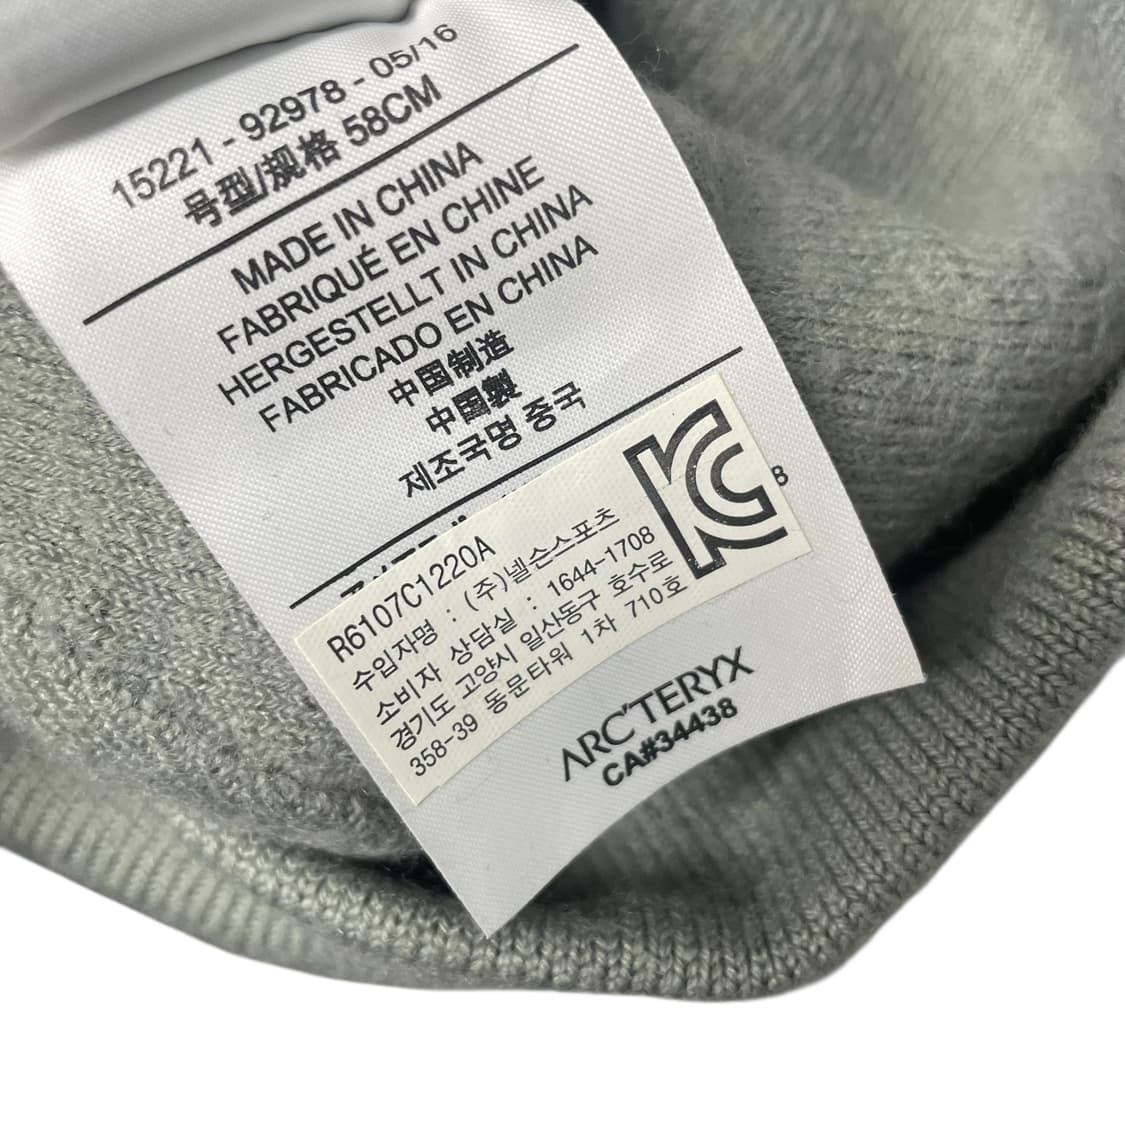 15221 - 92978 - 05/16
号型/规格 58CM
MADE IN CHINA
FABRIQUÉ EN CHINE
HERGESTELLT IN CHINA
FABRICADO EN CHINA
中国制造
中国製
제조국명 중국
8
R6107C1220A
수입자명 : (주)넬슨스포츠
소비자 상담실 : 1644-1708
경기도 고양시 일산동구 호수로
358-39 동문타워 1차 710호
ARC'TERYX
CA#34438